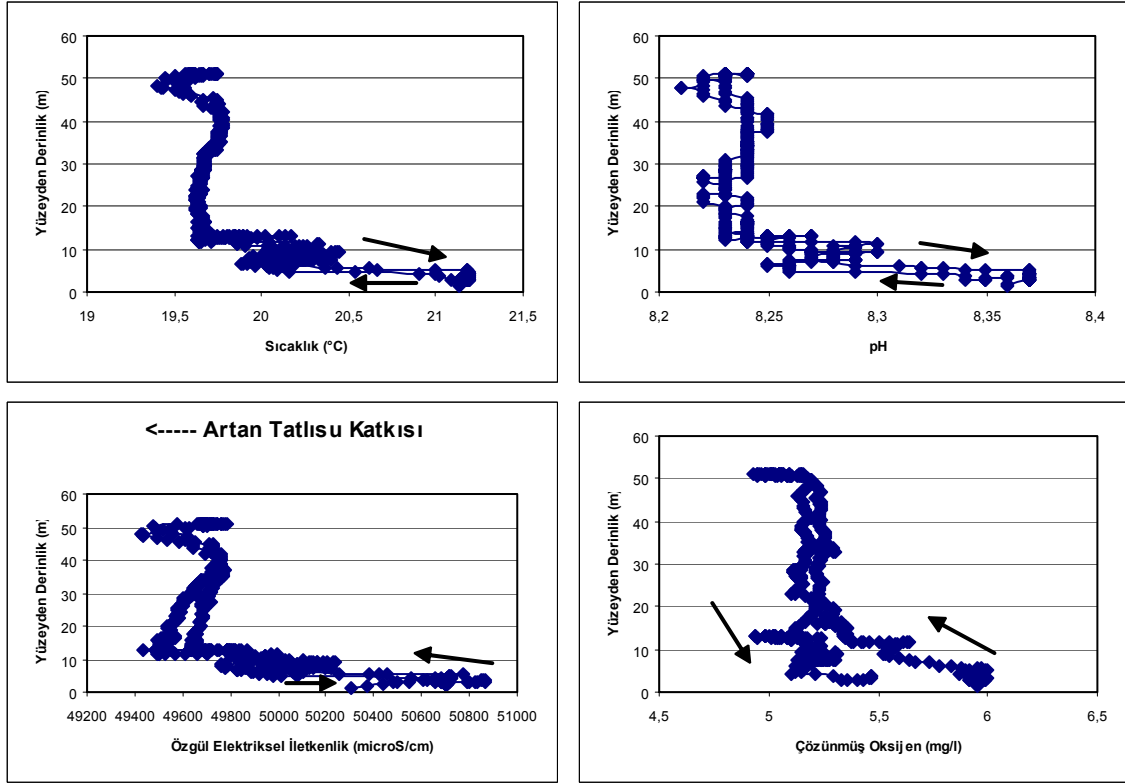 60
50
40
30
20
10
0
Yüzeyden Derinlik (m)
19 19,5 20 20,5 21 21,5
Sıcaklık (°C)
60
50
40
30
20
10
0
Yüzeyden Derinlik (m)
8,2 8,25 8,3 8,35 8,4
pH
<----- Artan Tatlısu Katkısı
60
50
40
30
20
10
0
Yüzeyden Derinlik (m)
49200 49400 49600 49800 50000 50200 50400 50600 50800 51000
Özgül Elektriksel İletkenlik (microS/cm)
60
50
40
30
20
10
0
Yüzeyden Derinlik (m)
4,5 5 5,5 6 6,5
Çözünmüş Oksijen (mg/l)